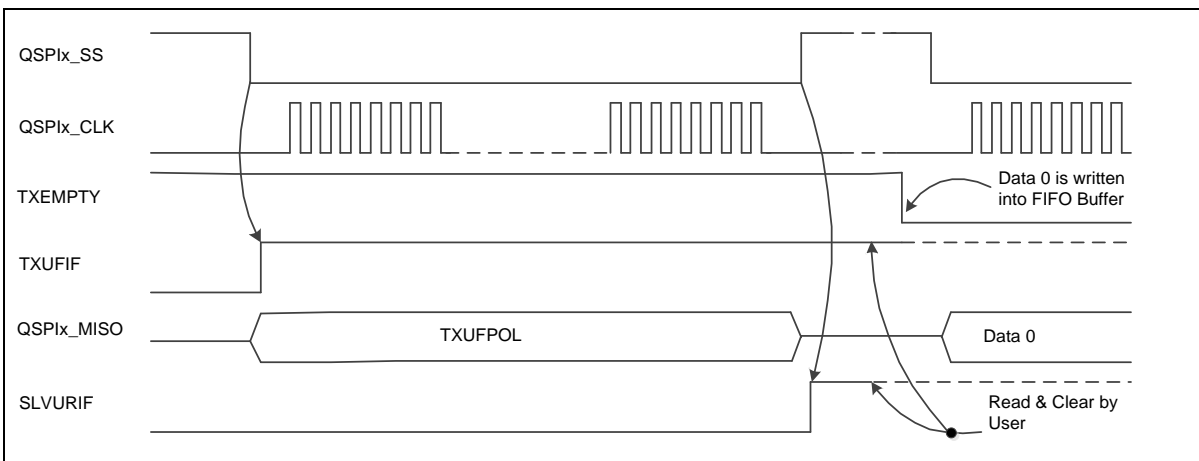 QSPIx_SS
QSPIx_CLK
TXEMPTY
Data 0 is written
into FIFO Buffer
TXUFIF
QSPIx_MISO
TXUFPOL
Data 0
SLVURIF
Read & Clear by
User